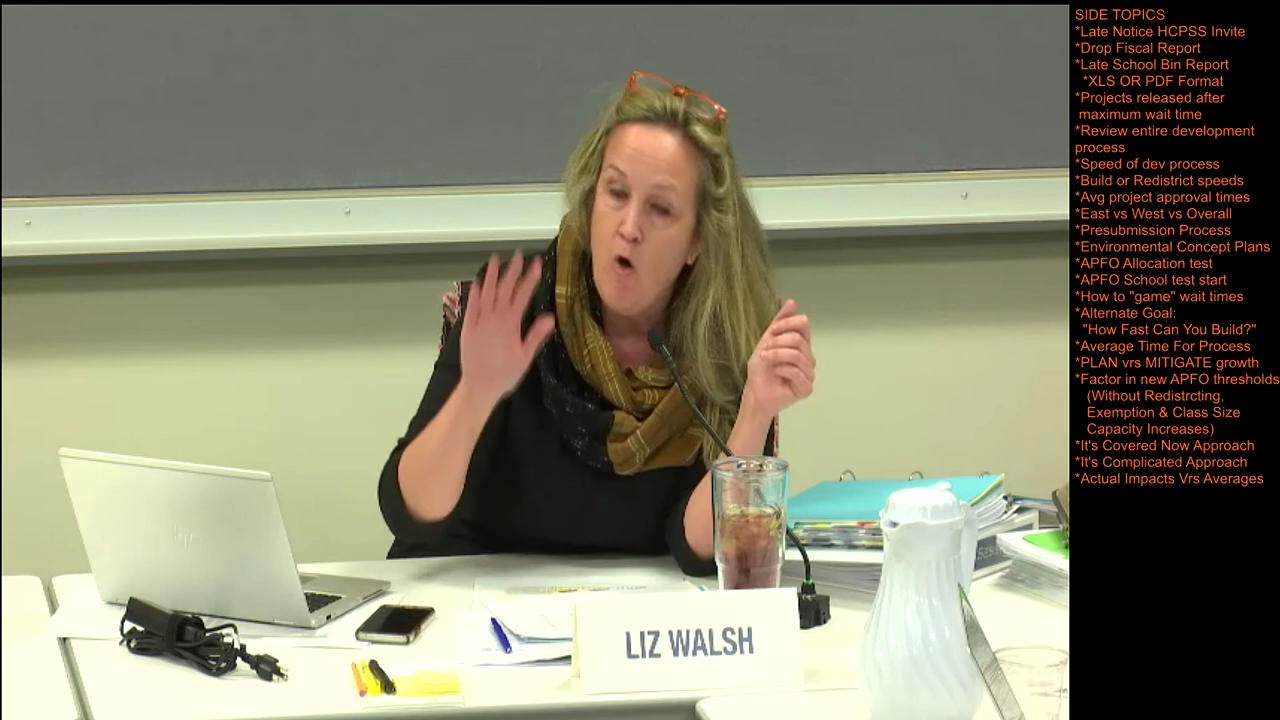 SIDE TOPICS
*Late Notice HCPSS Invite
*Drop Fiscal Report
*Late School Bin Report
*XLS OR PDF Format
*Projects released after
maximum wait time
*Review entire development
process
*Speed of dev process
*Build or Redistrict speeds
*Avg project approval times
*East vs West vs Overall
*Presubmission Process
*Environmental Concept Plans
*APFO Allocation test
*APFO School test start
*How to "game" wait times
*Alternate Goal:
"How Fast Can You Build?"
*Average Time For Process
*PLAN vrs MITIGATE growth
*Factor in new APFO thresholds
(Without Redistrcting,
Exemption & Class Size
Capacity Increases)
*It's Covered Now Approach
*It's Complicated Approach
*Actual Impacts Vrs Averages
hp
LIZ WALSH